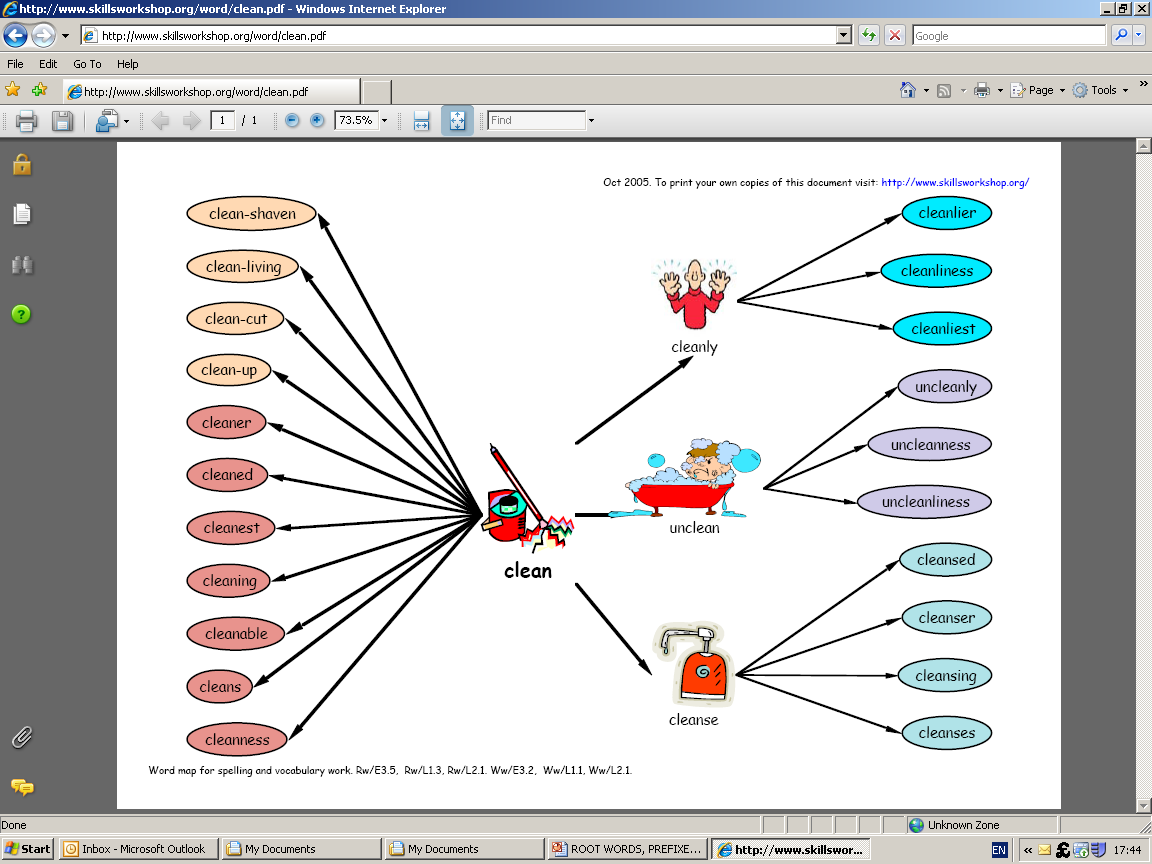 http://www.skillsworkshop.org/word/clean.pdf - Windows Internet Explorer
http://www.skillsworkshop.org/word/clean.pdf
Google
File Edit Go To Help
http://www.skillsworkshop.org/word/clean.pdf
Page
Tools
1 / 1
73.5%
Find
Oct 2005. To print your own copies of this document visit: http://www.skillsworkshop.org/
clean-shaven
clean-living
clean-cut
clean-up
cleaner
cleaned
cleanest
cleaning
cleanable
cleans
cleanness
clean
cleanly
unclean
cleanse
cleanlier
cleanliness
cleanliest
uncleanly
uncleanness
uncleanliness
cleansed
cleanser
cleansing
cleanses
Word map for spelling and vocabulary work. Rw/E3.5, Rw/L1.3, Rw/L2.1. Ww/E3.2, Ww/L1.1, Ww/L2.1.
Done
Unknown Zone
Start
Inbox - Microsoft Outlook
My Documents
My Documents
ROOT WORDS, PREFIXE...
http://www.skillswor...
EN
17:44